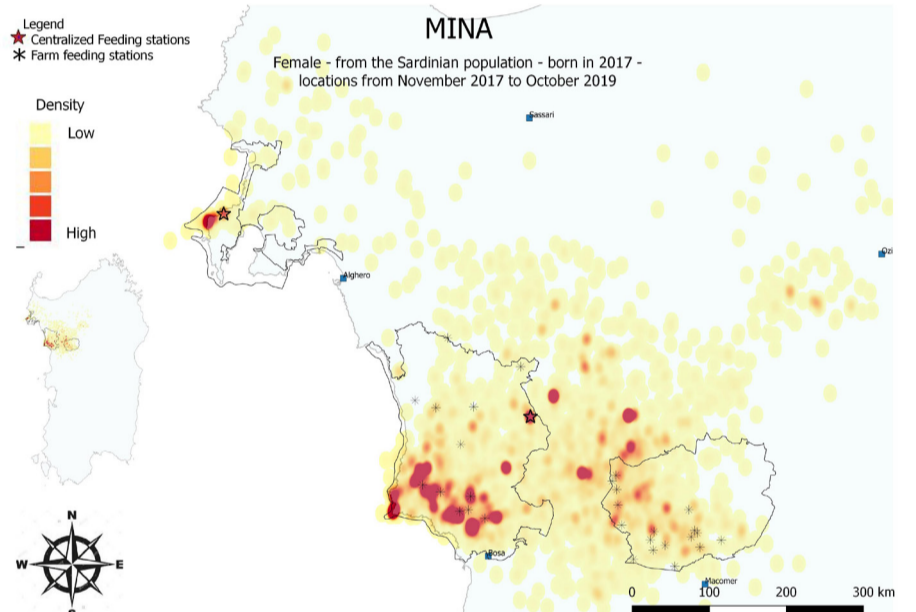 MINA
Female - from the Sardinian population - born in 2017 -
locations from November 2017 to October 2019
Legend
Centralized Feeding stations
Farm feeding stations
Density
Low
High
Sassari
Ozi
Alghero
Bosa
Macomer
N
W E
S
0 100 200 300 km